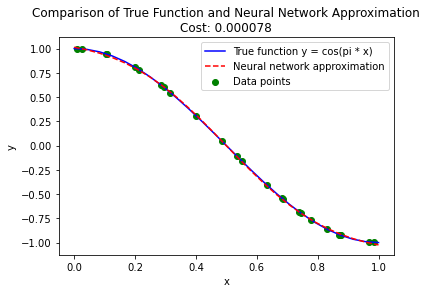 Comparison of True Function and Neural Network Approximation
Cost: 0.000078
True function y = cos(pi * x)
Neural network approximation
Data points
1.00
0.75
0.50
0.25
0.00
−0.25
−0.50
−0.75
−1.00
y
0.0 0.2 0.4 0.6 0.8 1.0
x